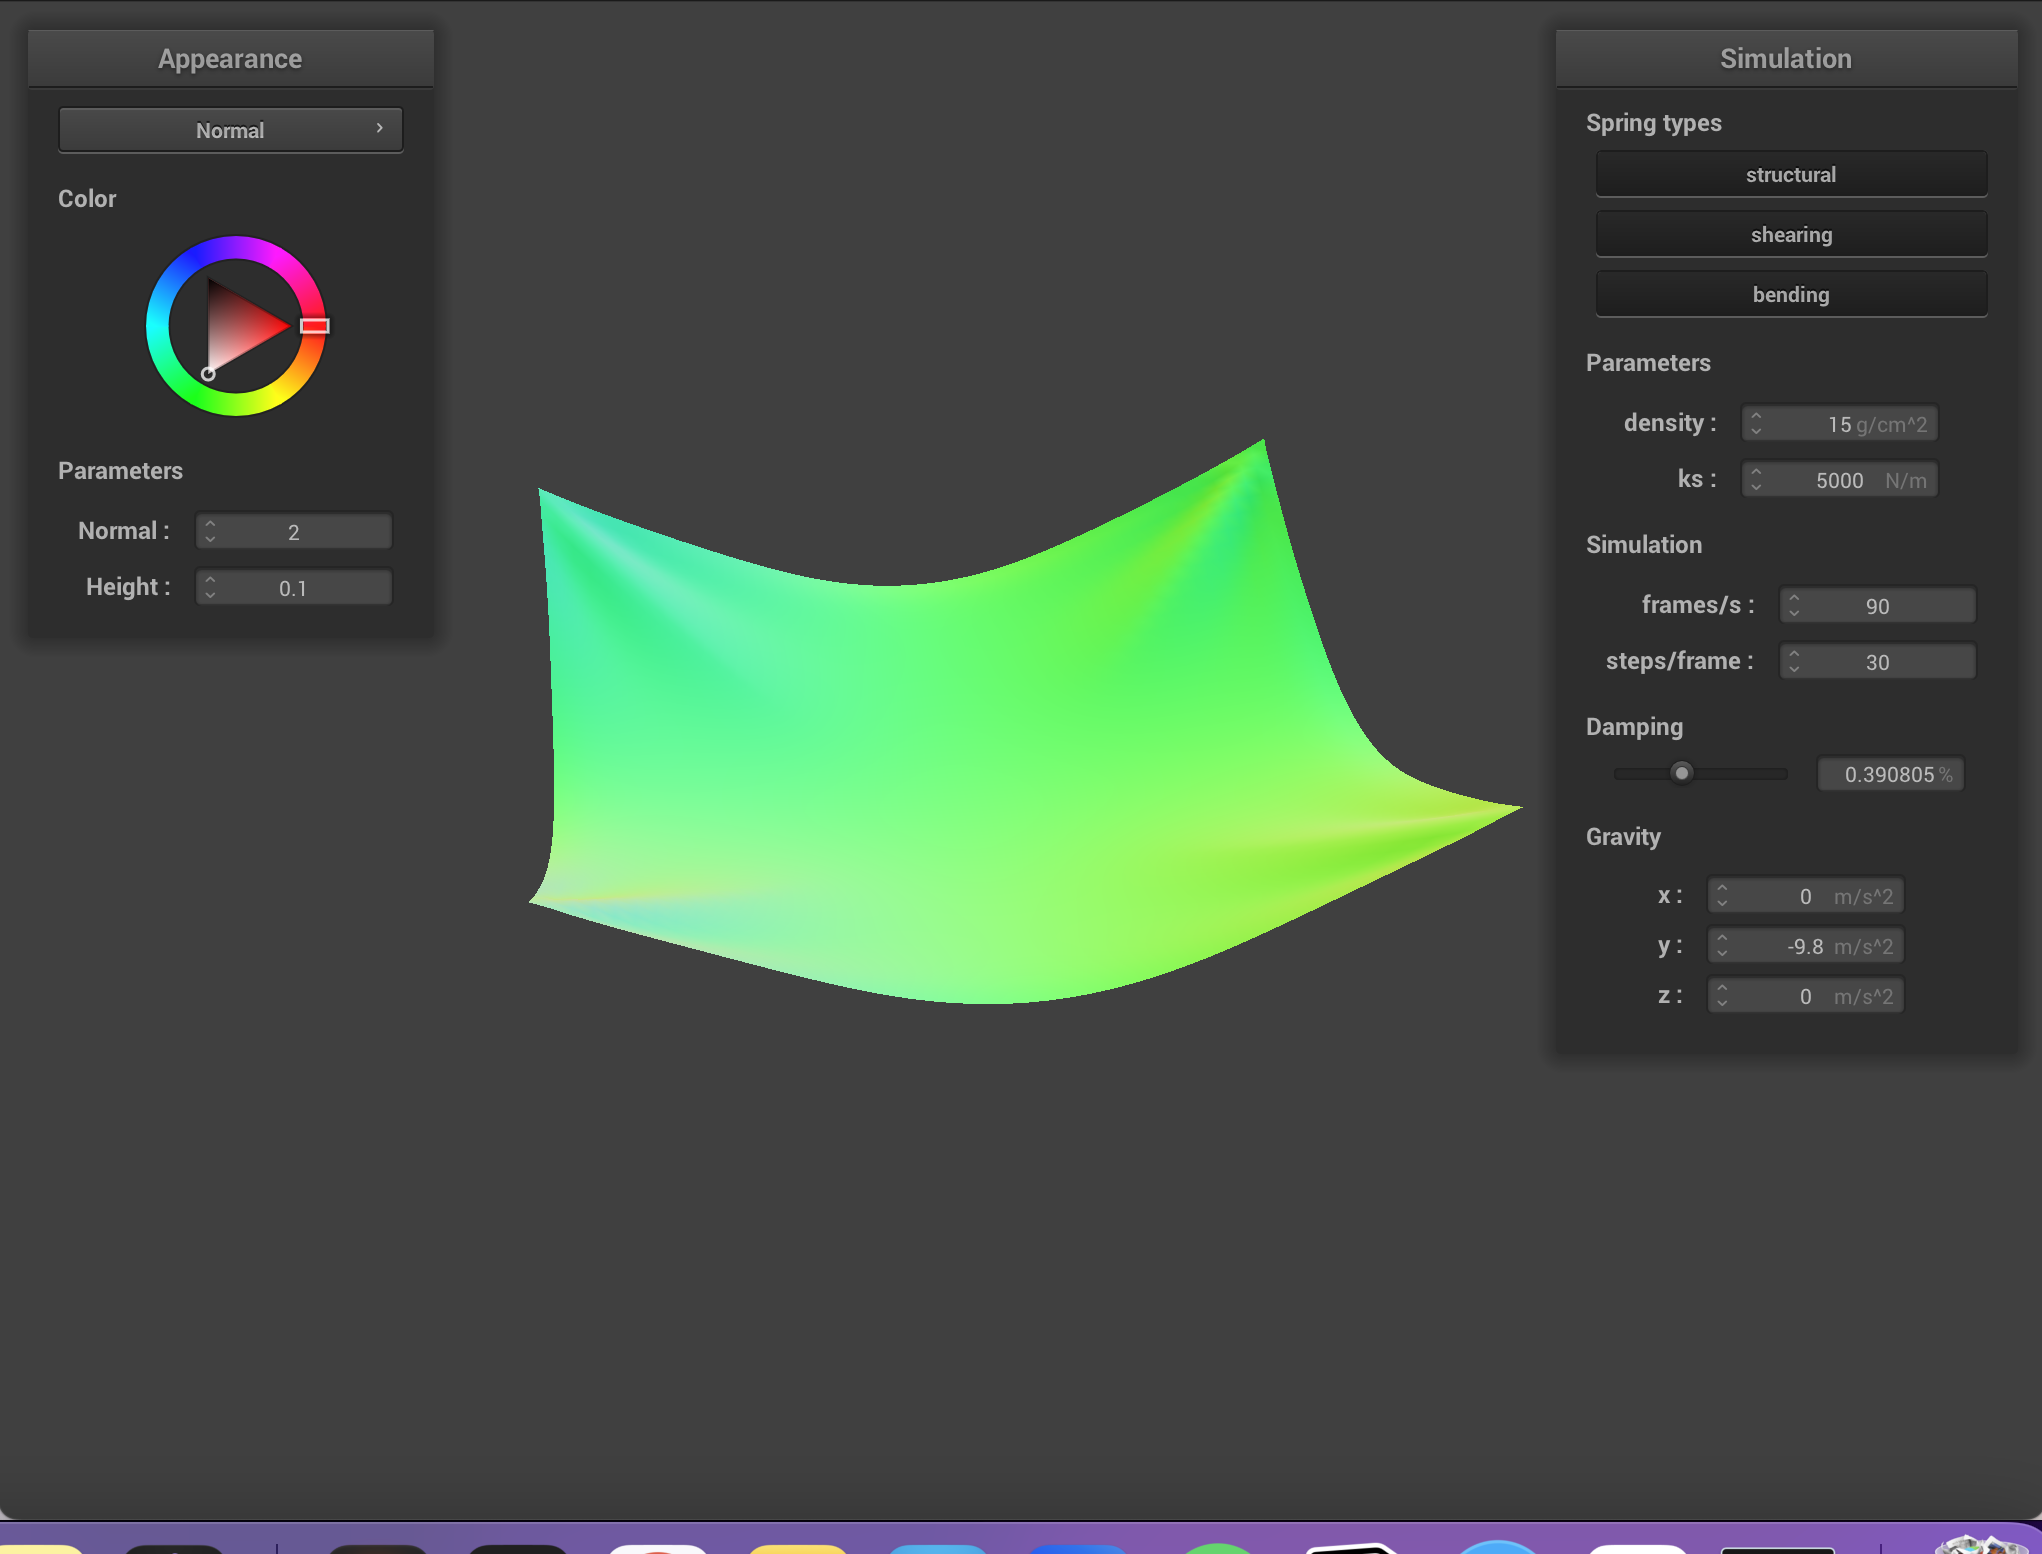 Appearance
Normal
Color
Parameters
Normal : 2
Height : 0.1
Simulation
Spring types
structural
shearing
bending
Parameters
density : 15 g/cm^2
ks : 5000 N/m
Simulation
frames/s : 90
steps/frame : 30
Damping
0.390805 %
Gravity
x : 0 m/s^2
y : -9.8 m/s^2
z : 0 m/s^2